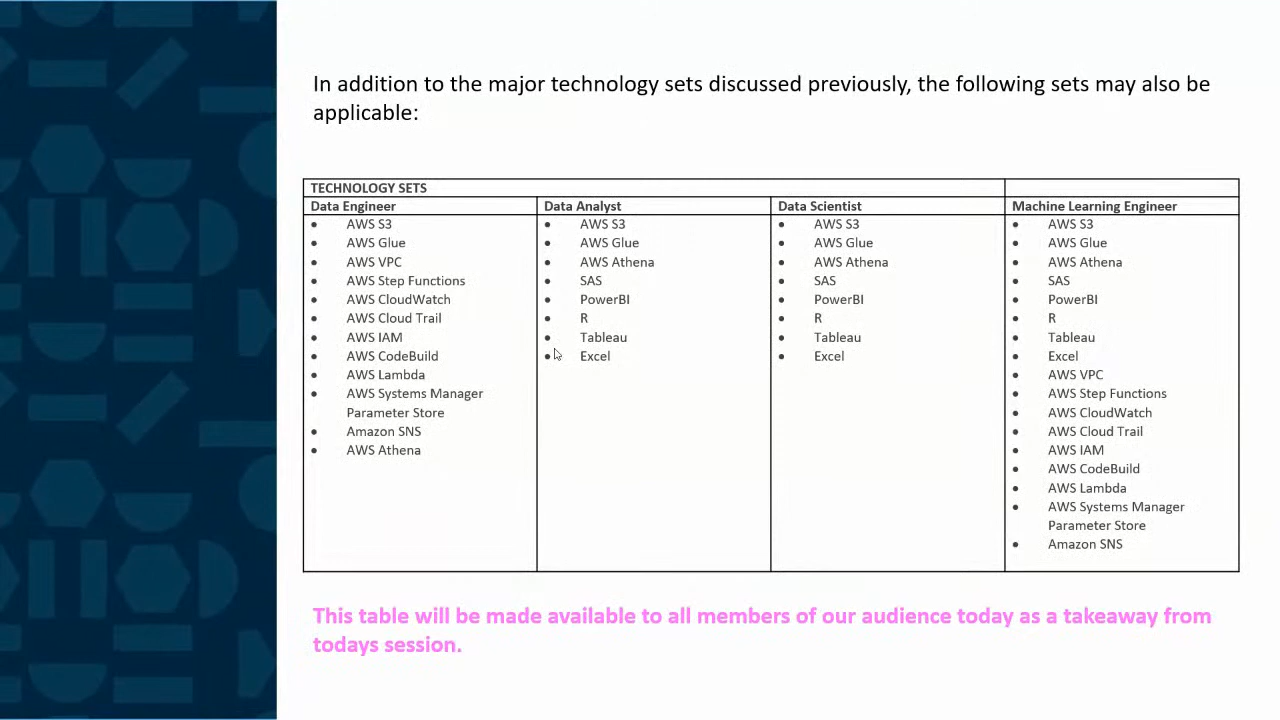 In addition to the major technology sets discussed previously, the following sets may also be
applicable:
TECHNOLOGY SETS
Data Engineer
• AWS S3
• AWS Glue
• AWS VPC
• AWS Step Functions
• AWS CloudWatch
• AWS Cloud Trail
• AWS IAM
• AWS CodeBuild
• AWS Lambda
• AWS Systems Manager
Parameter Store
• Amazon SNS
• AWS Athena
Data Analyst
• AWS S3
• AWS Glue
• AWS Athena
• SAS
• PowerBI
• R
• Tableau
• Excel
Data Scientist
• AWS S3
• AWS Glue
• AWS Athena
• SAS
• PowerBI
• R
• Tableau
• Excel
Machine Learning Engineer
• AWS S3
• AWS Glue
• AWS Athena
• SAS
• PowerBI
• R
• Tableau
• Excel
• AWS VPC
• AWS Step Functions
• AWS CloudWatch
• AWS Cloud Trail
• AWS IAM
• AWS CodeBuild
• AWS Lambda
• AWS Systems Manager
Parameter Store
• Amazon SNS
This table will be made available to all members of our audience today as a takeaway from
todays session.